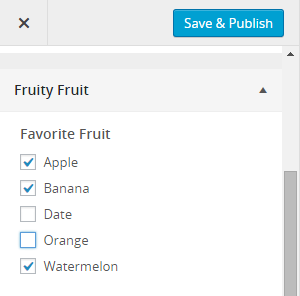 Save & Publish
Fruity Fruit
Favorite Fruit
Apple
Banana
Date
Orange
Watermelon